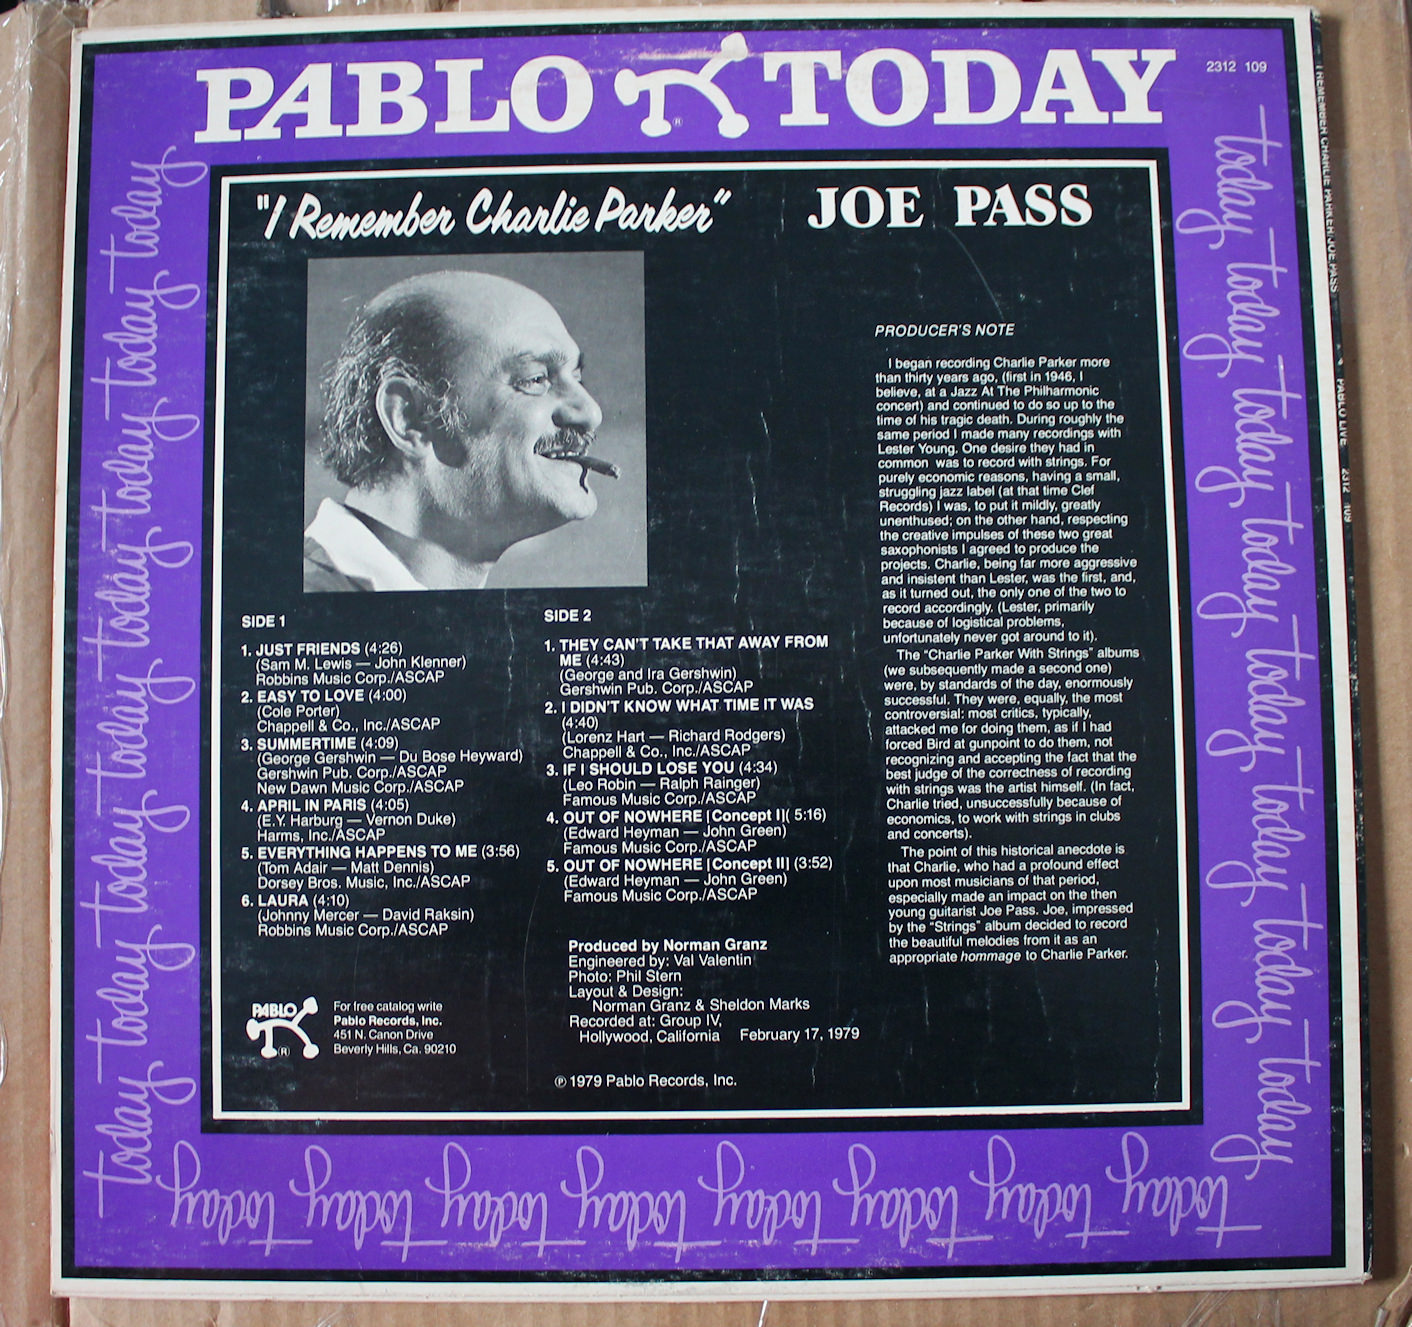 PABLO TODAY
®
2312 109
"I Remember Charlie Parker"
JOE PASS
PRODUCER'S NOTE
I began recording Charlie Parker more
than thirty years ago, (first in 1946, I
believe, at a Jazz At The Philharmonic
concert) and continued to do so up to the
time of his tragic death. During roughly the
same period I made many recordings with
Lester Young. One desire they had in
common was to record with strings. For
purely economic reasons, having a small,
struggling jazz label (at that time Clef
Records) I was, to put it mildly, greatly
unenthused; on the other hand, respecting
the creative impulses of these two great
saxophonists I agreed to produce the
projects. Charlie, being far more aggressive
and insistent than Lester, was the first, and,
as it turned out, the only one of the two to
record accordingly. (Lester, primarily
because of logistical problems,
unfortunately never got around to it).
The "Charlie Parker With Strings" albums
(we subsequently made a second one)
were, by standards of the day, enormously
successful. They were, equally, the most
controversial: most critics, typically,
attacked me for doing them, as if I had
forced Bird at gunpoint to do them, not
recognizing and accepting the fact that the
best judge of the correctness of recording
with strings was the artist himself. (In fact,
Charlie tried, unsuccessfully because of
economics, to work with strings in clubs
and concerts).
The point of this historical anecdote is
that Charlie, who had a profound effect
upon most musicians of that period,
especially made an impact on the then
young guitarist Joe Pass. Joe, impressed
by the "Strings" album decided to record
the beautiful melodies from it as an
appropriate hommage to Charlie Parker.
SIDE 1
1. JUST FRIENDS (4:26)
(Sam M. Lewis — John Klenner)
Robbins Music Corp./ASCAP
2. EASY TO LOVE (4:00)
(Cole Porter)
Chappell & Co., Inc./ASCAP
3. SUMMERTIME (4:09)
(George Gershwin — Du Bose Heyward)
Gershwin Pub. Corp./ASCAP
New Dawn Music Corp./ASCAP
4. APRIL IN PARIS (4:05)
(E.Y. Harburg — Vernon Duke)
Harms, Inc./ASCAP
5. EVERYTHING HAPPENS TO ME (3:56)
(Tom Adair — Matt Dennis)
Dorsey Bros. Music, Inc./ASCAP
6. LAURA (4:10)
(Johnny Mercer — David Raksin)
Robbins Music Corp./ASCAP
SIDE 2
1. THEY CAN'T TAKE THAT AWAY FROM
ME (4:43)
(George and Ira Gershwin)
Gershwin Pub. Corp./ASCAP
2. I DIDN'T KNOW WHAT TIME IT WAS
(4:40)
(Lorenz Hart — Richard Rodgers)
Chappell & Co., Inc./ASCAP
3. IF I SHOULD LOSE YOU (4:34)
(Leo Robin — Ralph Rainger)
Famous Music Corp./ASCAP
4. OUT OF NOWHERE [Concept I]( 5:16)
(Edward Heyman — John Green)
Famous Music Corp./ASCAP
5. OUT OF NOWHERE [Concept II] (3:52)
(Edward Heyman — John Green)
Famous Music Corp./ASCAP
Produced by Norman Granz
Engineered by: Val Valentin
Photo: Phil Stern
Layout & Design:
Norman Granz & Sheldon Marks
Recorded at: Group IV,
Hollywood, California February 17, 1979
℗ 1979 Pablo Records, Inc.
PABLO
®
For free catalog write
Pablo Records, Inc.
451 N. Canon Drive
Beverly Hills, Ca. 90210
today today today today today today today today today
today today today today today today today today
today today today today today today today today
I REMEMBER CHARLIE PARKER/JOE PASS PABLO LIVE 2312 109